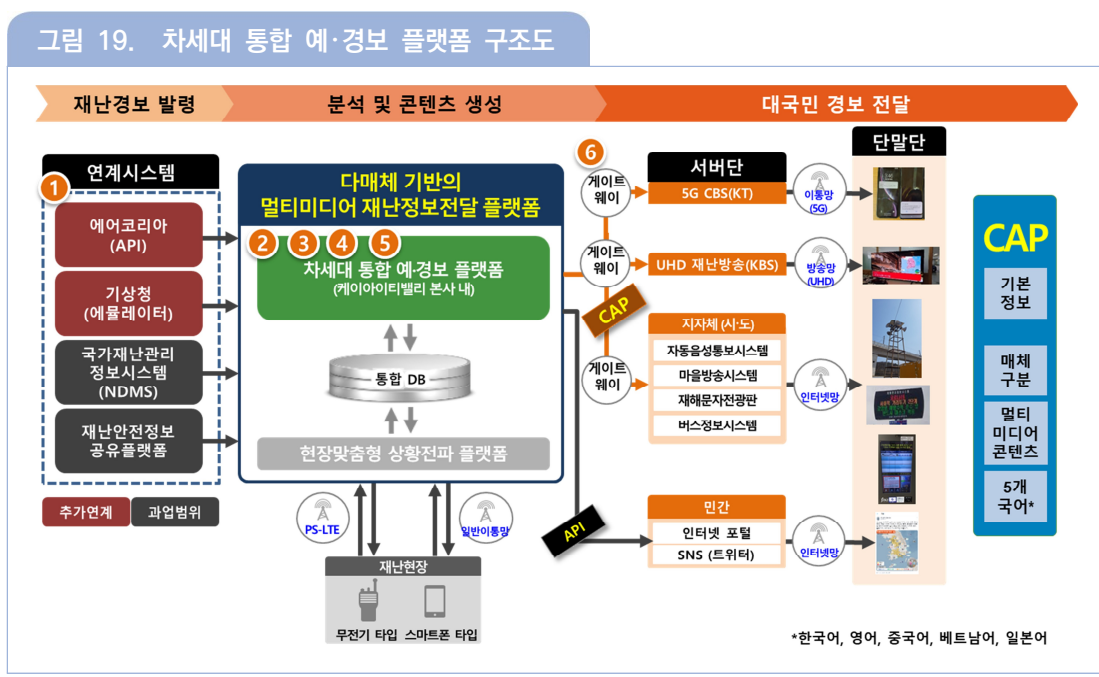 그림 19. 차세대 통합 예·경보 플랫폼 구조도
재난경보 발령
분석 및 콘텐츠 생성
대국민 경보 전달
연계시스템
1
에어코리아
(API)
기상청
(에뮬레이터)
국가재난관리
정보시스템
(NDMS)
재난안전정보
공유플랫폼
추가연계
과업범위
다매체 기반의
멀티미디어 재난정보전달 플랫폼
2 3 4 5
차세대 통합 예·경보 플랫폼
(케이아이티밸리 본사 내)
통합 DB
현장맞춤형 상황전파 플랫폼
PS-LTE
일반이통망
재난현장
무전기 타입
스마트폰 타입
6
게이트
웨이
게이트
웨이
CAP
게이트
웨이
API
서버단
5G CBS(KT)
UHD 재난방송(KBS)
지자체 (시·도)
자동음성통보시스템
마을방송시스템
재해문자전광판
버스정보시스템
민간
인터넷 포털
SNS (트위터)
이통망
(5G)
방송망
(UHD)
인터넷망
인터넷망
단말단
CAP
기본
정보
매체
구분
멀티
미디어
콘텐츠
5개
국어*
*한국어, 영어, 중국어, 베트남어, 일본어